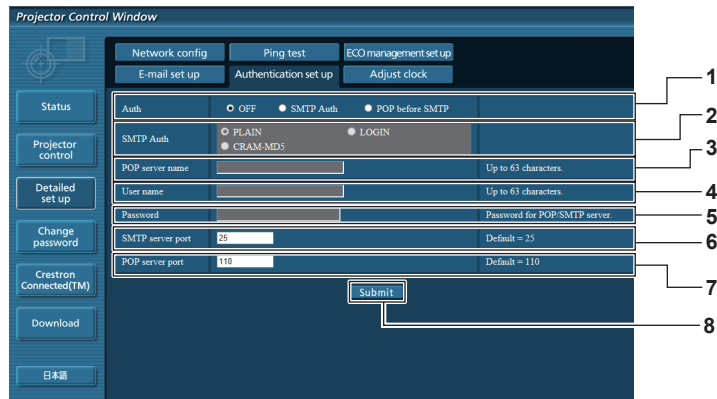 Projector Control Window
Network config Ping test ECO management set up
E-mail set up Authentication set up Adjust clock
Status
Projector control
Detailed set up
Change password
Crestron Connected(TM)
Download
日本語
Auth OFF SMTP Auth POP before SMTP
SMTP Auth PLAIN LOGIN
CRAM-MD5
POP server name Up to 63 characters.
User name Up to 63 characters.
Password Password for POP/SMTP server.
SMTP server port 25 Default = 25
POP server port 110 Default = 110
Submit
1
2
3
4
5
6
7
8